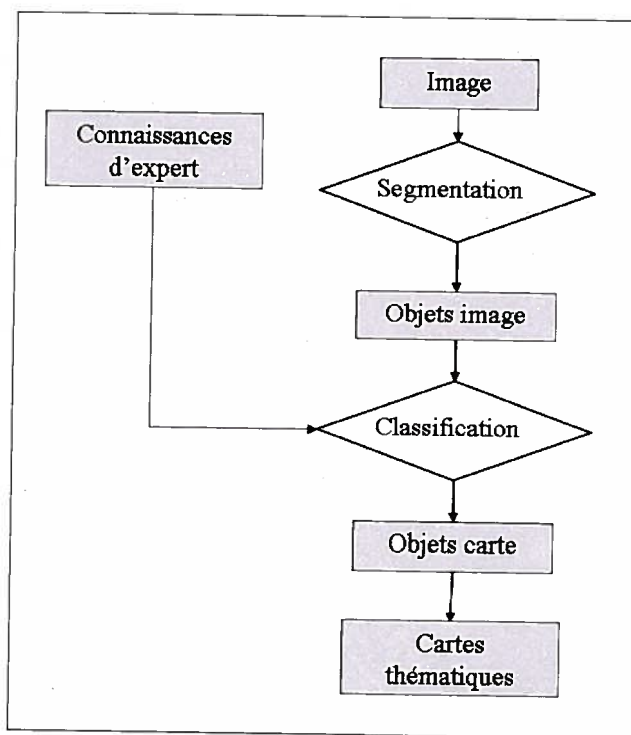 Image
Connaissances
d'expert
Segmentation
Objets image
Classification
Objets carte
Cartes
thématiques